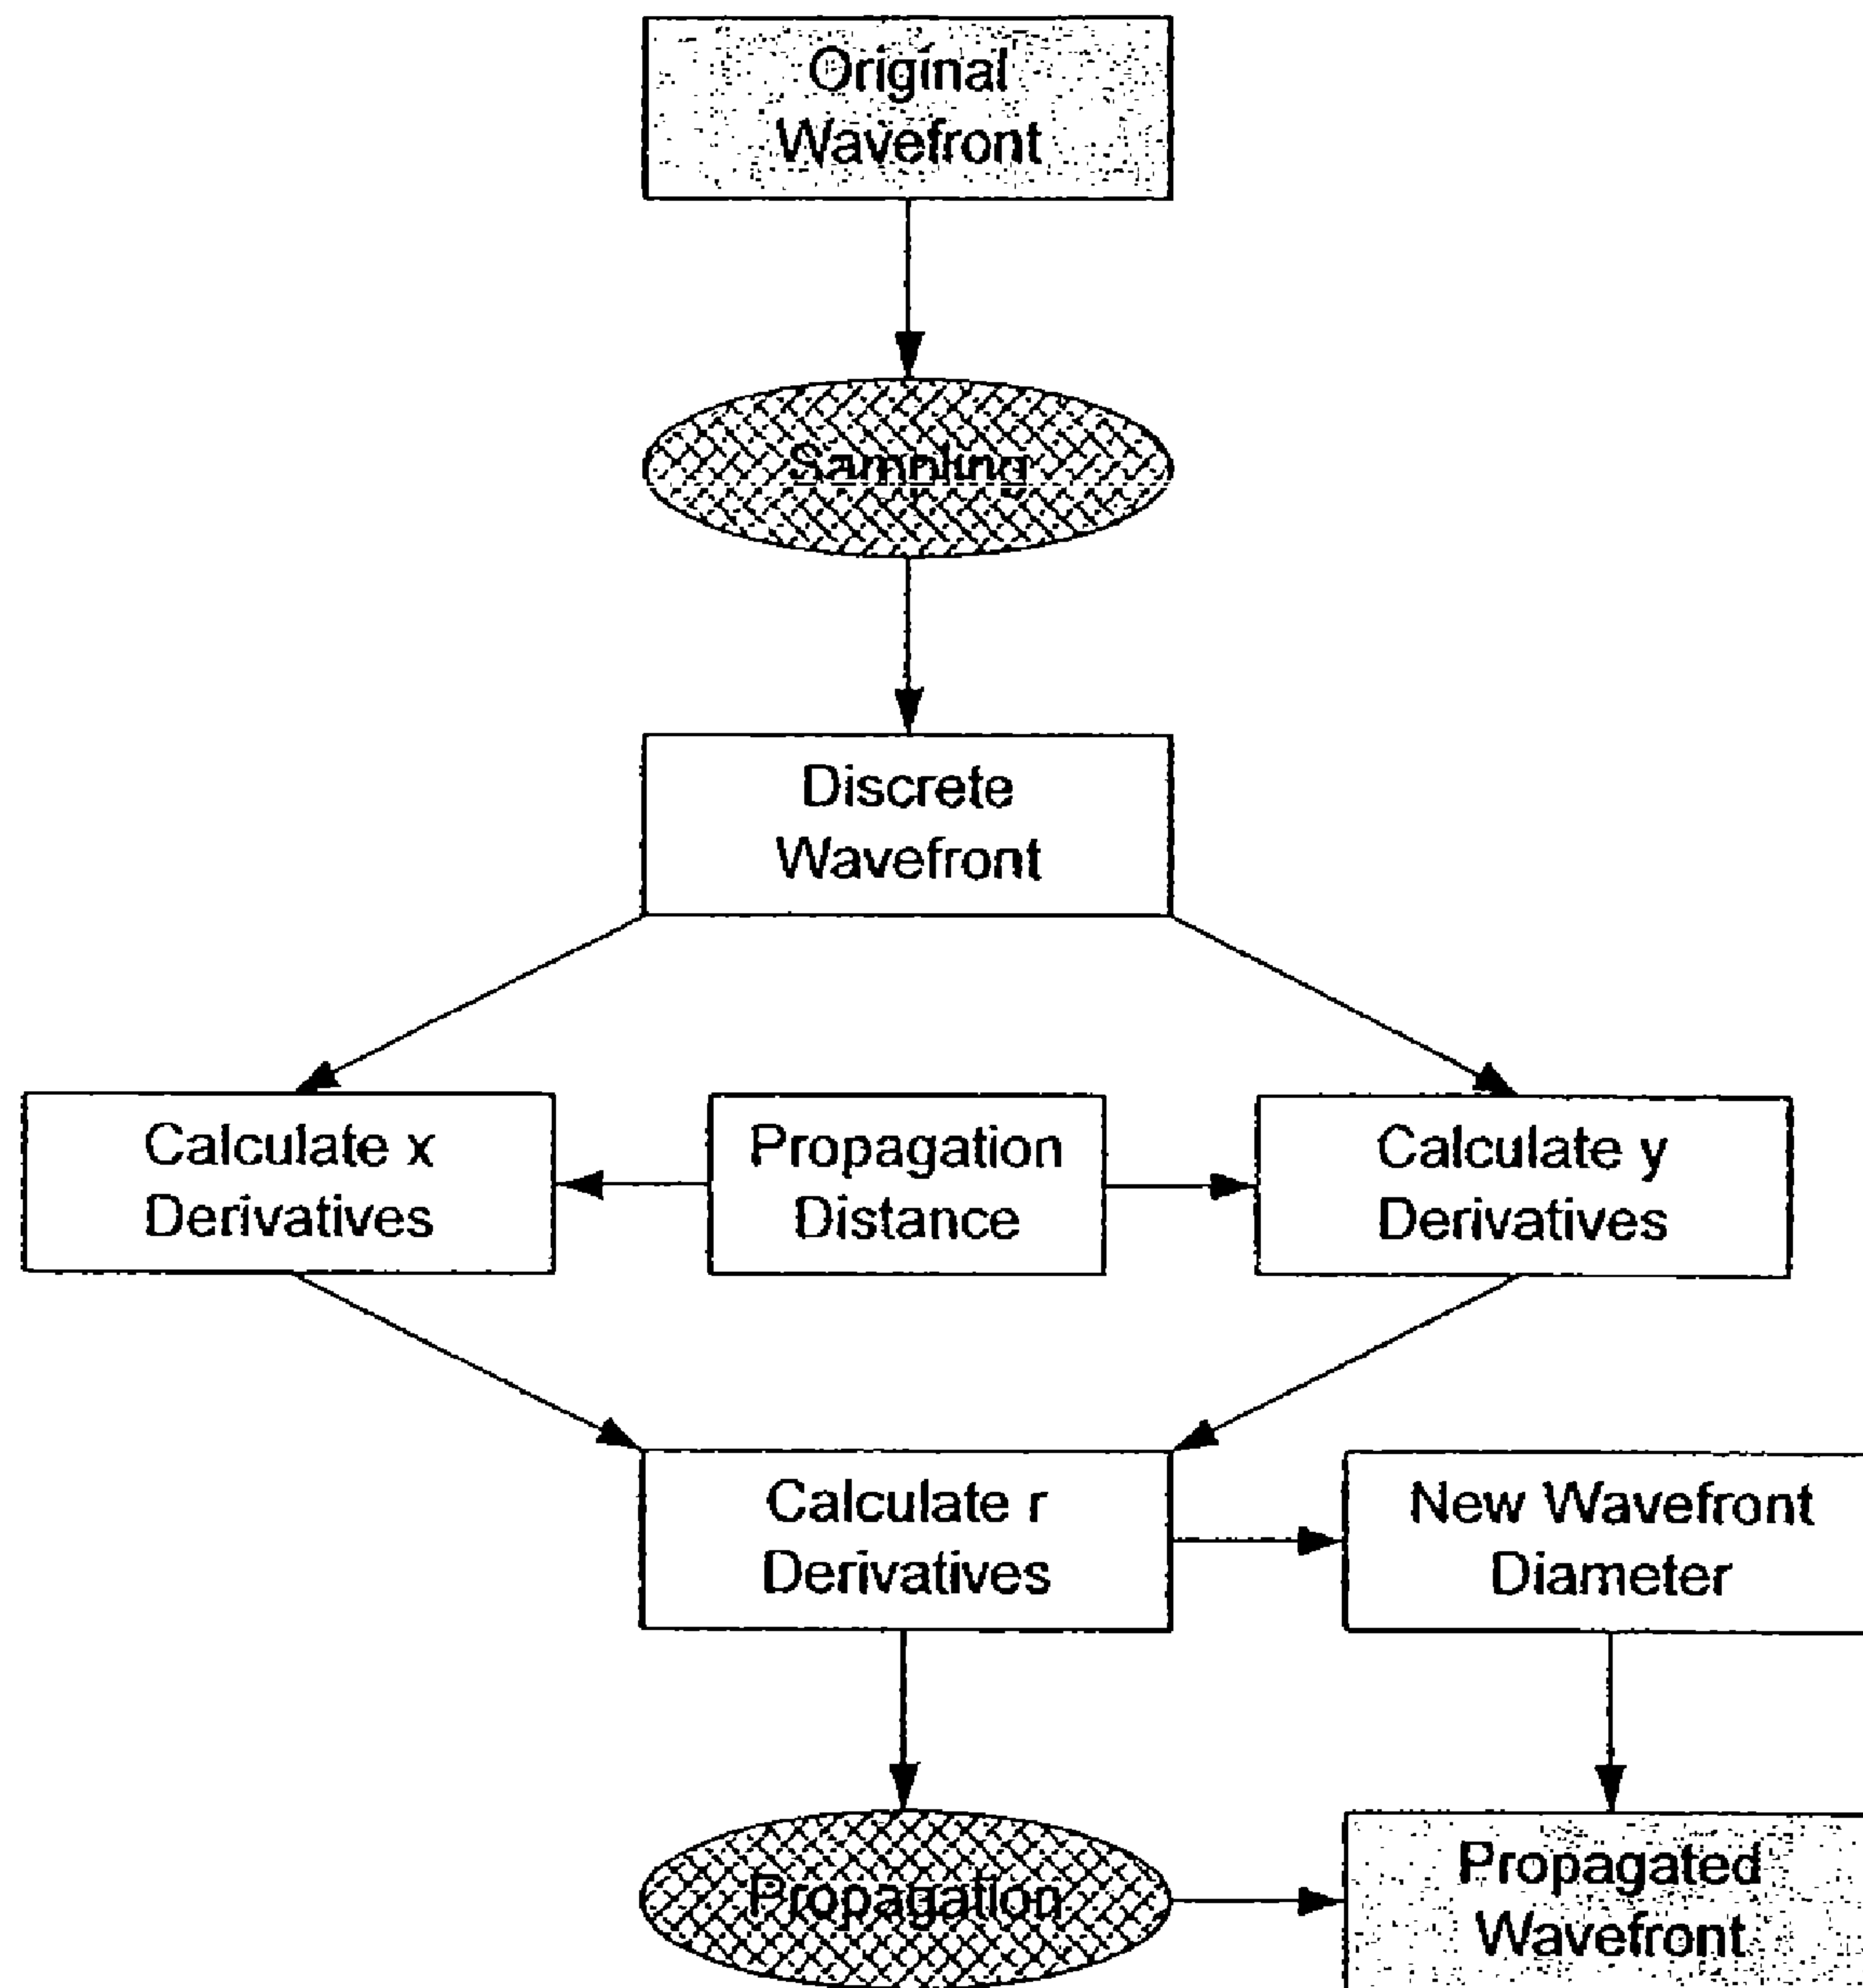 Original
Wavefront
Sampling
Discrete
Wavefront
Calculate x
Derivatives
Propagation
Distance
Calculate y
Derivatives
Calculate r
Derivatives
New Wavefront
Diameter
Propagation
Propagated
Wavefront